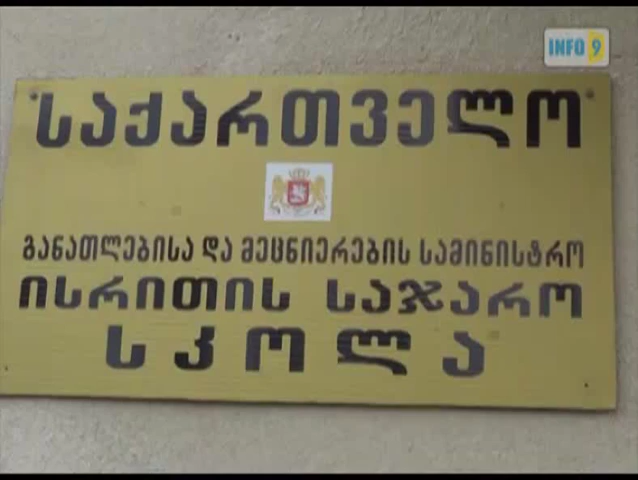 INFO 9
საქართველო
განათლებისა და მეცნიერების სამინისტრო
ისრითის საჯარო
სკოლა